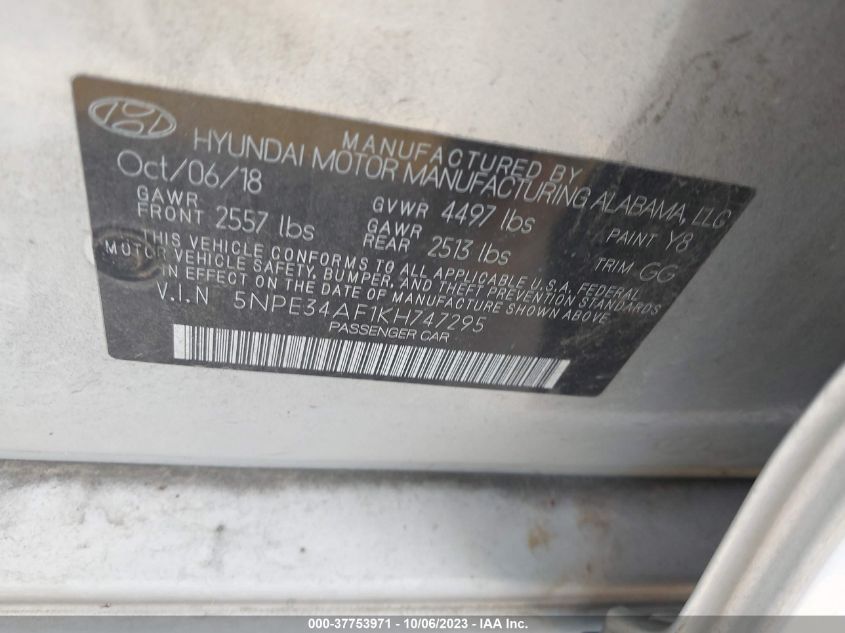 MANUFACTURED BY
HYUNDAI MOTOR MANUFACTURING ALABAMA, LLC
Oct/06/18
GAWR FRONT 2557 lbs
GVWR 4497 lbs
GAWR REAR 2513 lbs
PAINT Y8
TRIM GG
THIS VEHICLE CONFORMS TO ALL APPLICABLE U.S.A. FEDERAL
MOTOR VEHICLE SAFETY, BUMPER, AND THEFT PREVENTION STANDARDS
IN EFFECT ON THE DATE OF MANUFACTURE SHOWN ABOVE.
V.I.N 5NPE34AF1KH747295
PASSENGER CAR
000-37753971 - 10/06/2023 - IAA Inc.